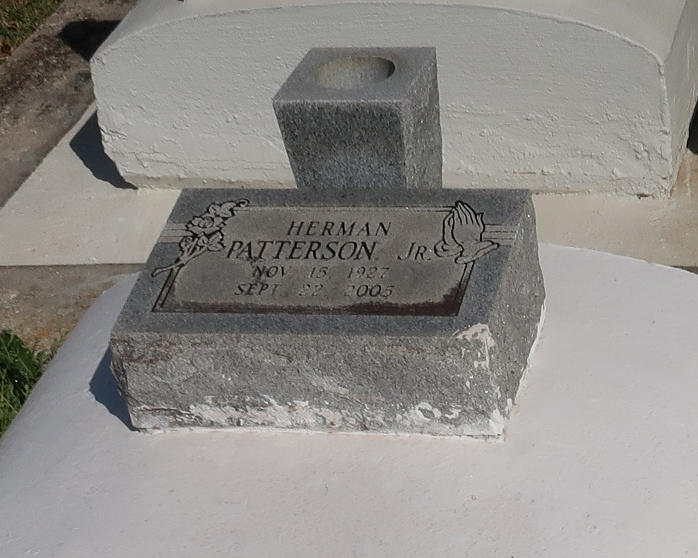 HERMAN
PATTERSON, JR.
NOV 15 1927
SEPT 22 2005